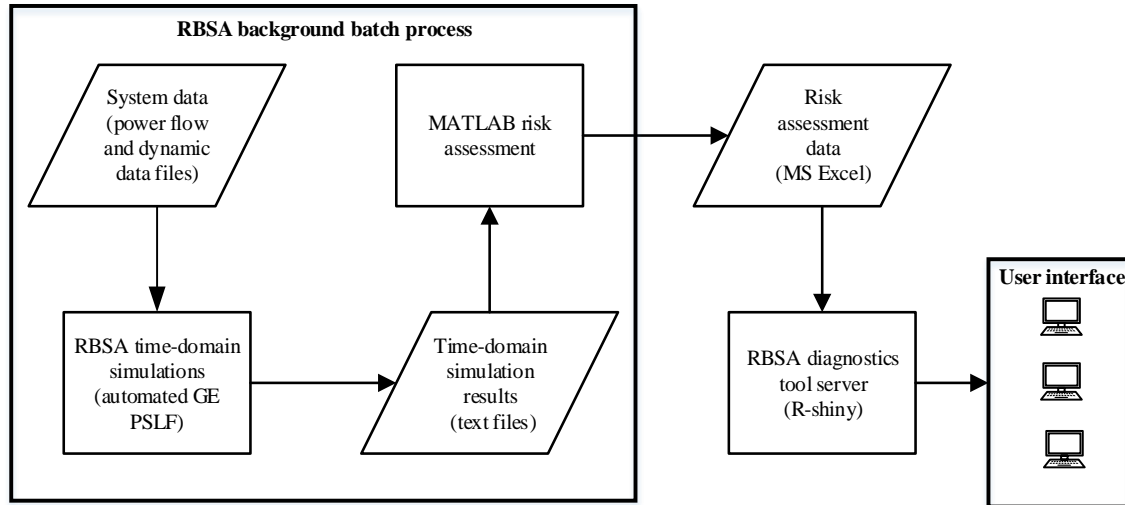 RBSA background batch process
System data
(power flow
and dynamic
data files)
RBSA time-domain
simulations
(automated GE
PSLF)
Time-domain
simulation
results
(text files)
MATLAB risk
assessment
Risk
assessment
data
(MS Excel)
RBSA diagnostics
tool server
(R-shiny)
User interface